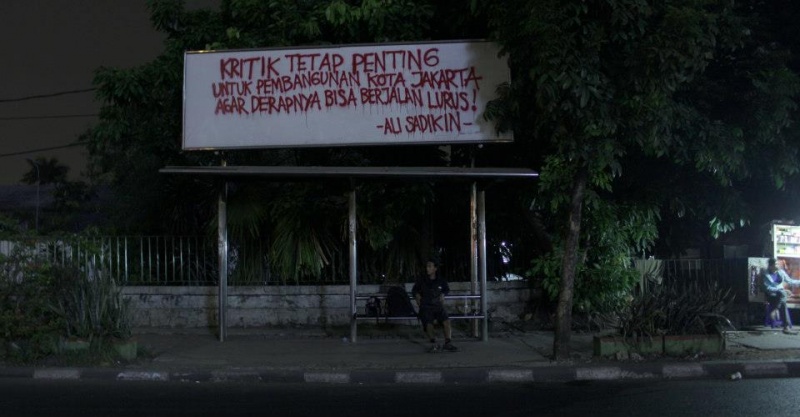 KRITIK TETAP PENTING
UNTUK PEMBANGUNAN KOTA JAKARTA
AGAR DERAPNYA BISA BERJALAN LURUS!
-ALI SADIKIN-